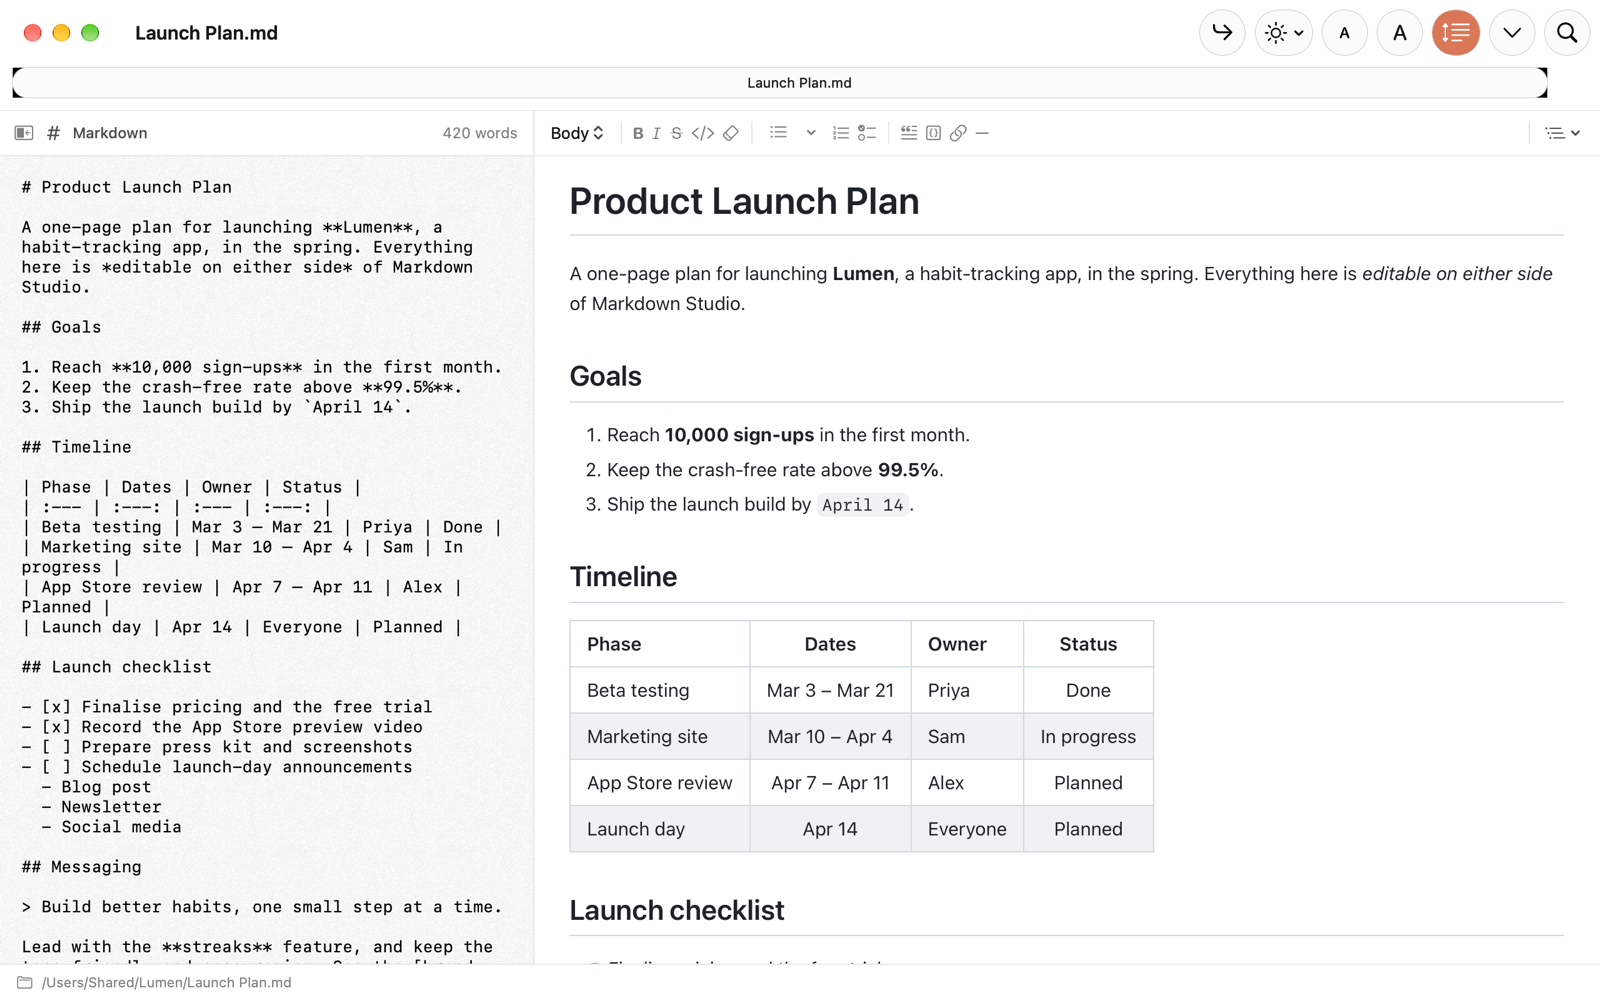 Launch Plan.md
A
A
Launch Plan.md
# Markdown
420 words
Body
B I S </>
# Product Launch Plan
A one-page plan for launching **Lumen**, a
habit-tracking app, in the spring. Everything
here is *editable on either side* of Markdown
Studio.
## Goals
1. Reach **10,000 sign-ups** in the first month.
2. Keep the crash-free rate above **99.5%**.
3. Ship the launch build by `April 14`.
## Timeline
| Phase | Dates | Owner | Status |
| :--- | :---: | :--- | :---: |
| Beta testing | Mar 3 – Mar 21 | Priya | Done |
| Marketing site | Mar 10 – Apr 4 | Sam | In
progress |
| App Store review | Apr 7 – Apr 11 | Alex |
Planned |
| Launch day | Apr 14 | Everyone | Planned |
## Launch checklist
- [x] Finalise pricing and the free trial
- [x] Record the App Store preview video
- [ ] Prepare press kit and screenshots
- [ ] Schedule launch-day announcements
- Blog post
- Newsletter
- Social media
## Messaging
> Build better habits, one small step at a time.
Lead with the **streaks** feature, and keep the
Product Launch Plan
A one-page plan for launching Lumen, a habit-tracking app, in the spring. Everything here is editable on either side
of Markdown Studio.
Goals
1. Reach 10,000 sign-ups in the first month.
2. Keep the crash-free rate above 99.5%.
3. Ship the launch build by April 14.
Timeline
Phase Dates Owner Status
Beta testing Mar 3 – Mar 21 Priya Done
Marketing site Mar 10 – Apr 4 Sam In progress
App Store review Apr 7 – Apr 11 Alex Planned
Launch day Apr 14 Everyone Planned
Launch checklist
/Users/Shared/Lumen/Launch Plan.md